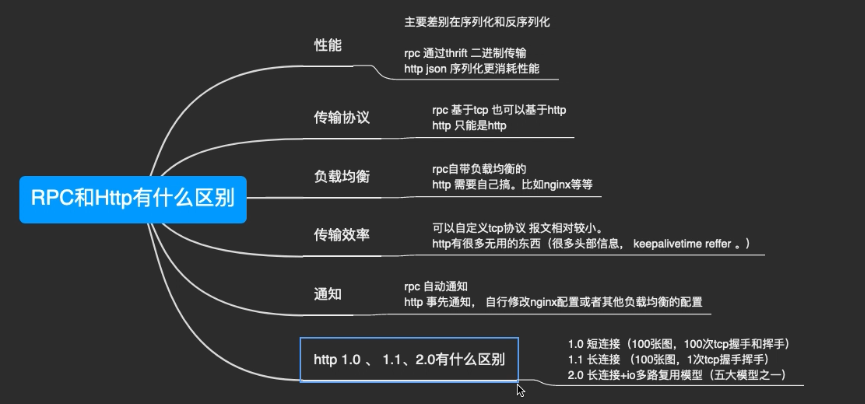 RPC和Http有什么区别
性能
主要差别在序列化和反序列化
rpc 通过thrift 二进制传输
http json 序列化更消耗性能
传输协议
rpc 基于tcp 也可以基于http
http 只能是http
负载均衡
rpc自带负载均衡的
http 需要自己搞。比如nginx等等
传输效率
可以自定义tcp协议 报文相对较小。
http有很多无用的东西（很多头部信息， keepalivetime reffer 。）
通知
rpc 自动通知
http 事先通知， 自行修改nginx配置或者其他负载均衡的配置
http 1.0 、 1.1、2.0有什么区别
1.0 短连接（100张图，100次tcp握手和挥手）
1.1 长连接 （100张图，1次tcp握手挥手）
2.0 长连接+io多路复用模型（五大模型之一）